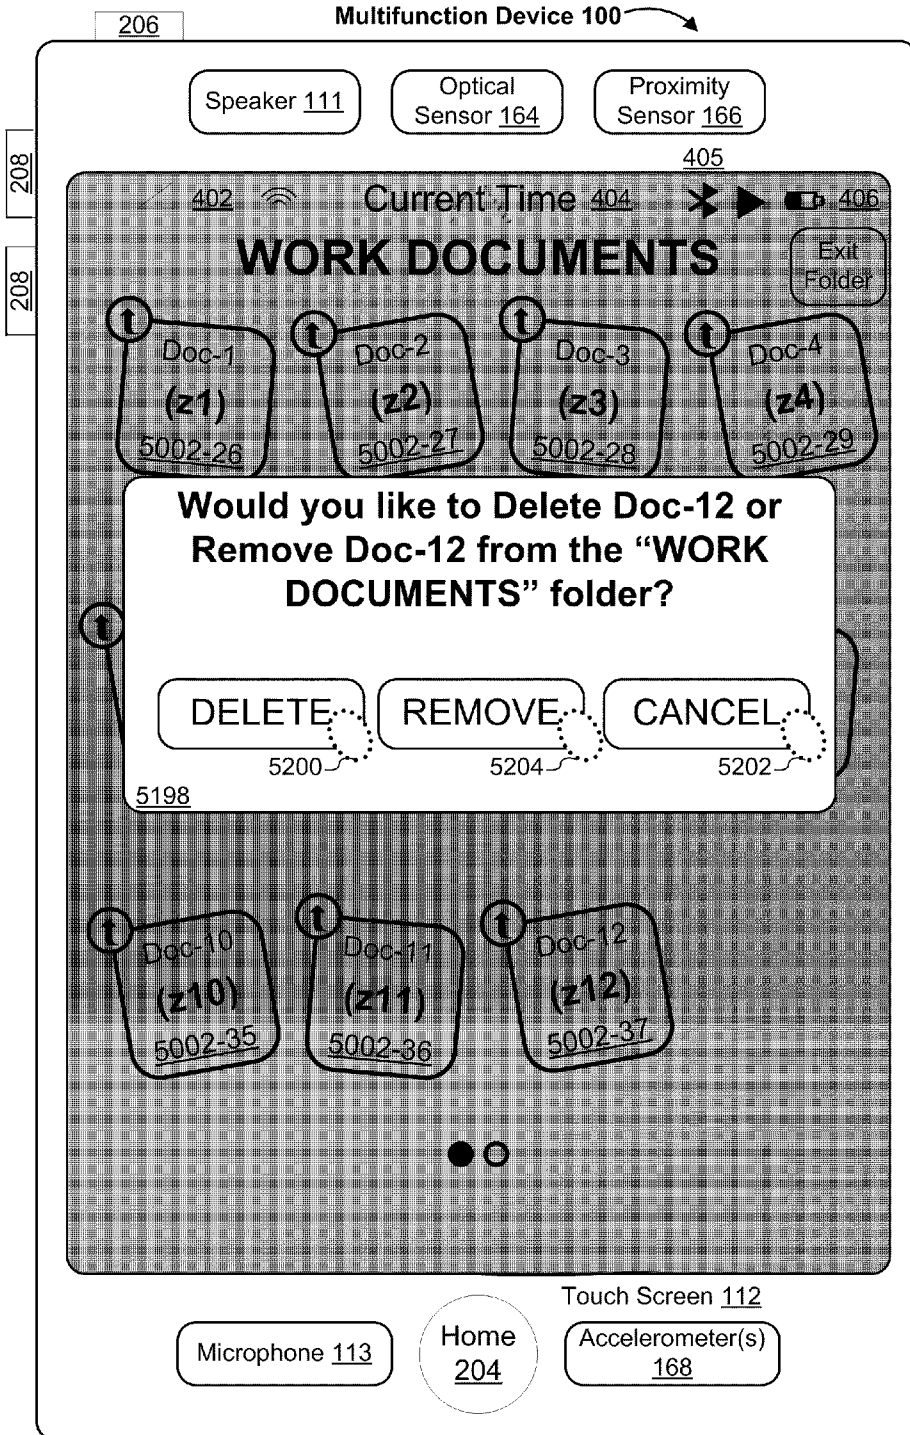 Multifunction Device 100
206
Speaker 111
Optical
Sensor 164
Proximity
Sensor 166
208
208
405
402
Current Time 404
406
WORK DOCUMENTS
Exit
Folder
Doc-1
(z1)
5002-26
Doc-2
(z2)
5002-27
Doc-3
(z3)
5002-28
Doc-4
(z4)
5002-29
Would you like to Delete Doc-12 or
Remove Doc-12 from the “WORK
DOCUMENTS” folder?
DELETE
REMOVE
CANCEL
5200
5204
5202
5198
Doc-10
(z10)
5002-35
Doc-11
(z11)
5002-36
Doc-12
(z12)
5002-37
Touch Screen 112
Microphone 113
Home
204
Accelerometer(s)
168